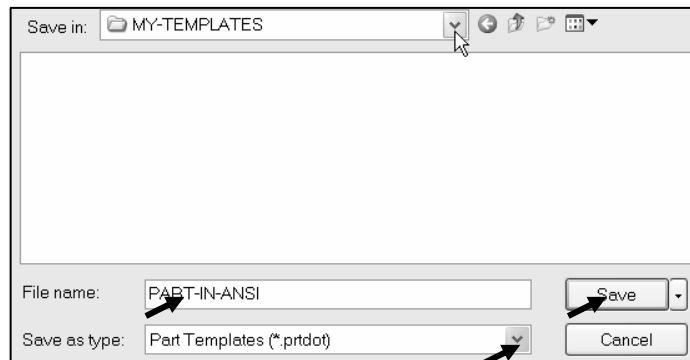 Save in: MY-TEMPLATES
File name: PART-IN-ANSI Save
Save as type: Part Templates (*.prtdot) Cancel